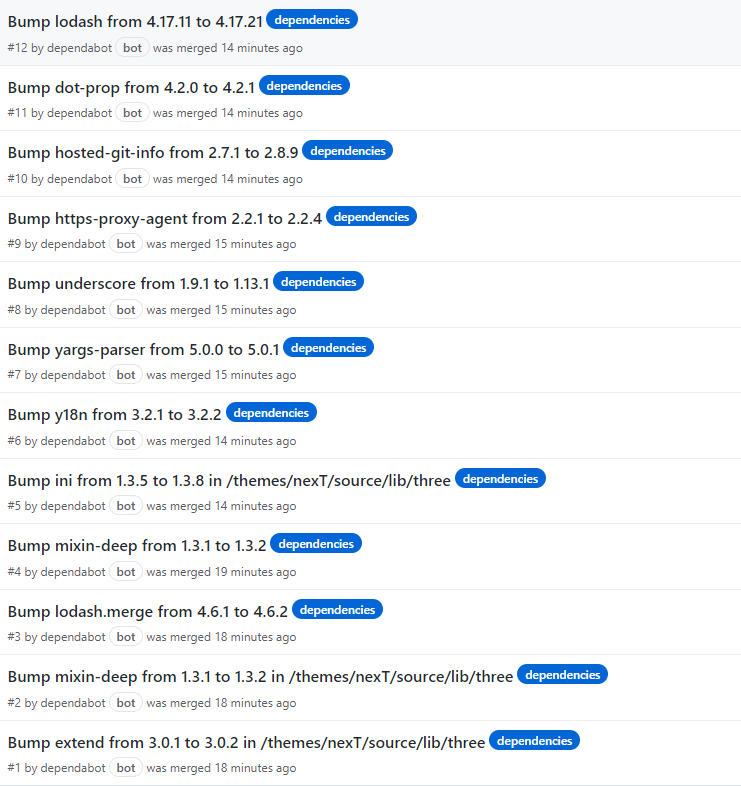 Bump lodash from 4.17.11 to 4.17.21 dependencies
#12 by dependabot bot was merged 14 minutes ago
Bump dot-prop from 4.2.0 to 4.2.1 dependencies
#11 by dependabot bot was merged 14 minutes ago
Bump hosted-git-info from 2.7.1 to 2.8.9 dependencies
#10 by dependabot bot was merged 14 minutes ago
Bump https-proxy-agent from 2.2.1 to 2.2.4 dependencies
#9 by dependabot bot was merged 15 minutes ago
Bump underscore from 1.9.1 to 1.13.1 dependencies
#8 by dependabot bot was merged 15 minutes ago
Bump yargs-parser from 5.0.0 to 5.0.1 dependencies
#7 by dependabot bot was merged 15 minutes ago
Bump y18n from 3.2.1 to 3.2.2 dependencies
#6 by dependabot bot was merged 14 minutes ago
Bump ini from 1.3.5 to 1.3.8 in /themes/nexT/source/lib/three dependencies
#5 by dependabot bot was merged 14 minutes ago
Bump mixin-deep from 1.3.1 to 1.3.2 dependencies
#4 by dependabot bot was merged 19 minutes ago
Bump lodash.merge from 4.6.1 to 4.6.2 dependencies
#3 by dependabot bot was merged 18 minutes ago
Bump mixin-deep from 1.3.1 to 1.3.2 in /themes/nexT/source/lib/three dependencies
#2 by dependabot bot was merged 18 minutes ago
Bump extend from 3.0.1 to 3.0.2 in /themes/nexT/source/lib/three dependencies
#1 by dependabot bot was merged 18 minutes ago